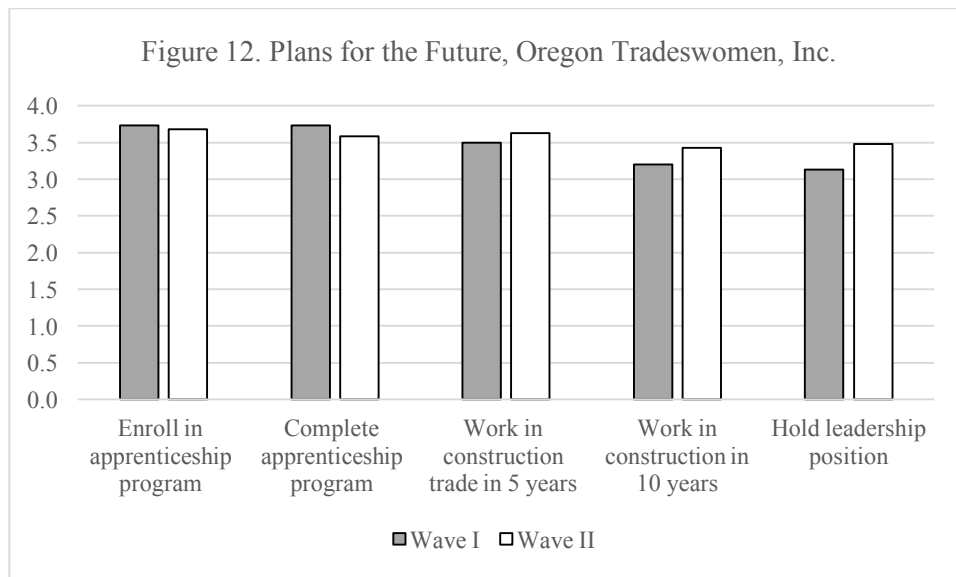 Figure 12. Plans for the Future, Oregon Tradeswomen, Inc.
4.0
3.5
3.0
2.5
2.0
1.5
1.0
0.5
0.0
Enroll in
apprenticeship
program
Complete
apprenticeship
program
Work in
construction
trade in 5 years
Work in
construction in
10 years
Hold leadership
position
Wave I
Wave II